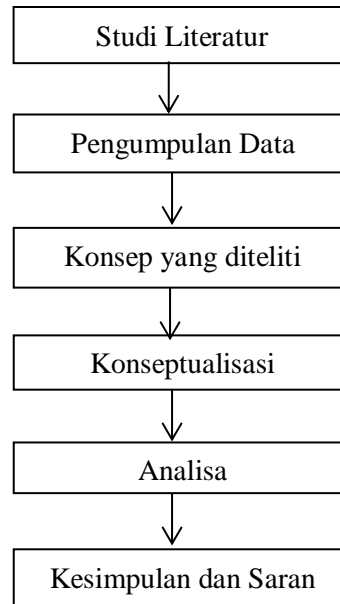 Studi Literatur
Pengumpulan Data
Konsep yang diteliti
Konseptualisasi
Analisa
Kesimpulan dan Saran